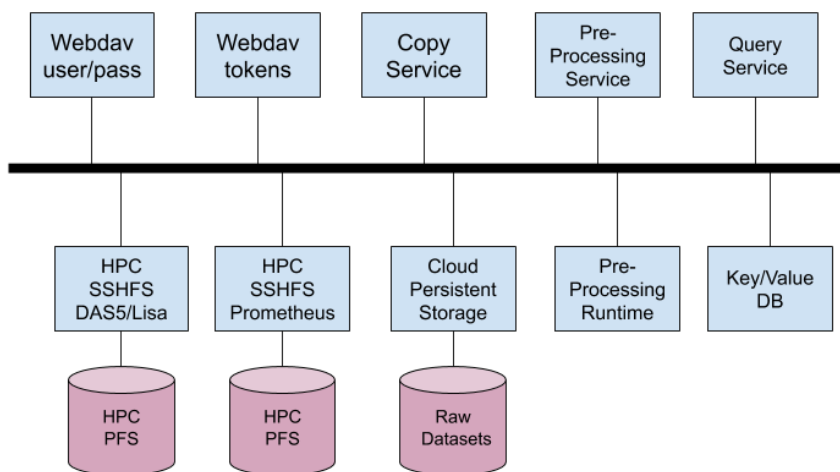 Webdav
user/pass
Webdav
tokens
Copy
Service
Pre-
Processing
Service
Query
Service
HPC
SSHFS
DAS5/Lisa
HPC
SSHFS
Prometheus
Cloud
Persistent
Storage
Pre-
Processing
Runtime
Key/Value
DB
HPC
PFS
HPC
PFS
Raw
Datasets